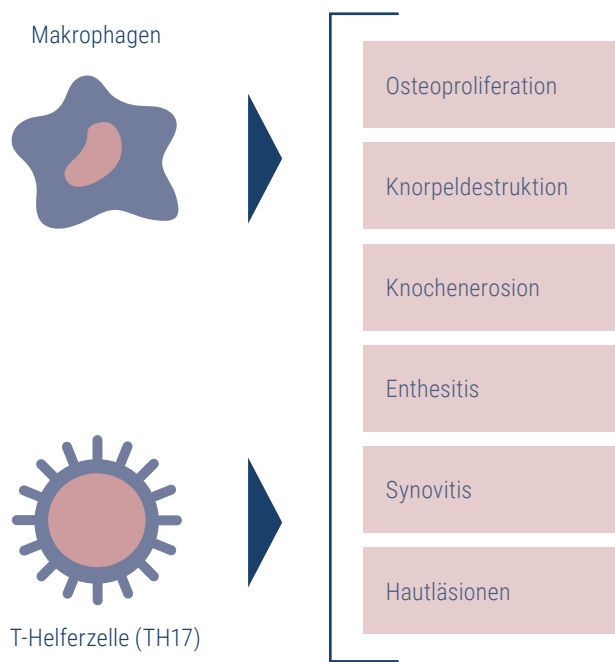 Makrophagen
Osteoproliferation
Knorpeldestruktion
Knochenerosion
Enthesitis
Synovitis
Hautläsionen
T-Helferzelle (TH17)